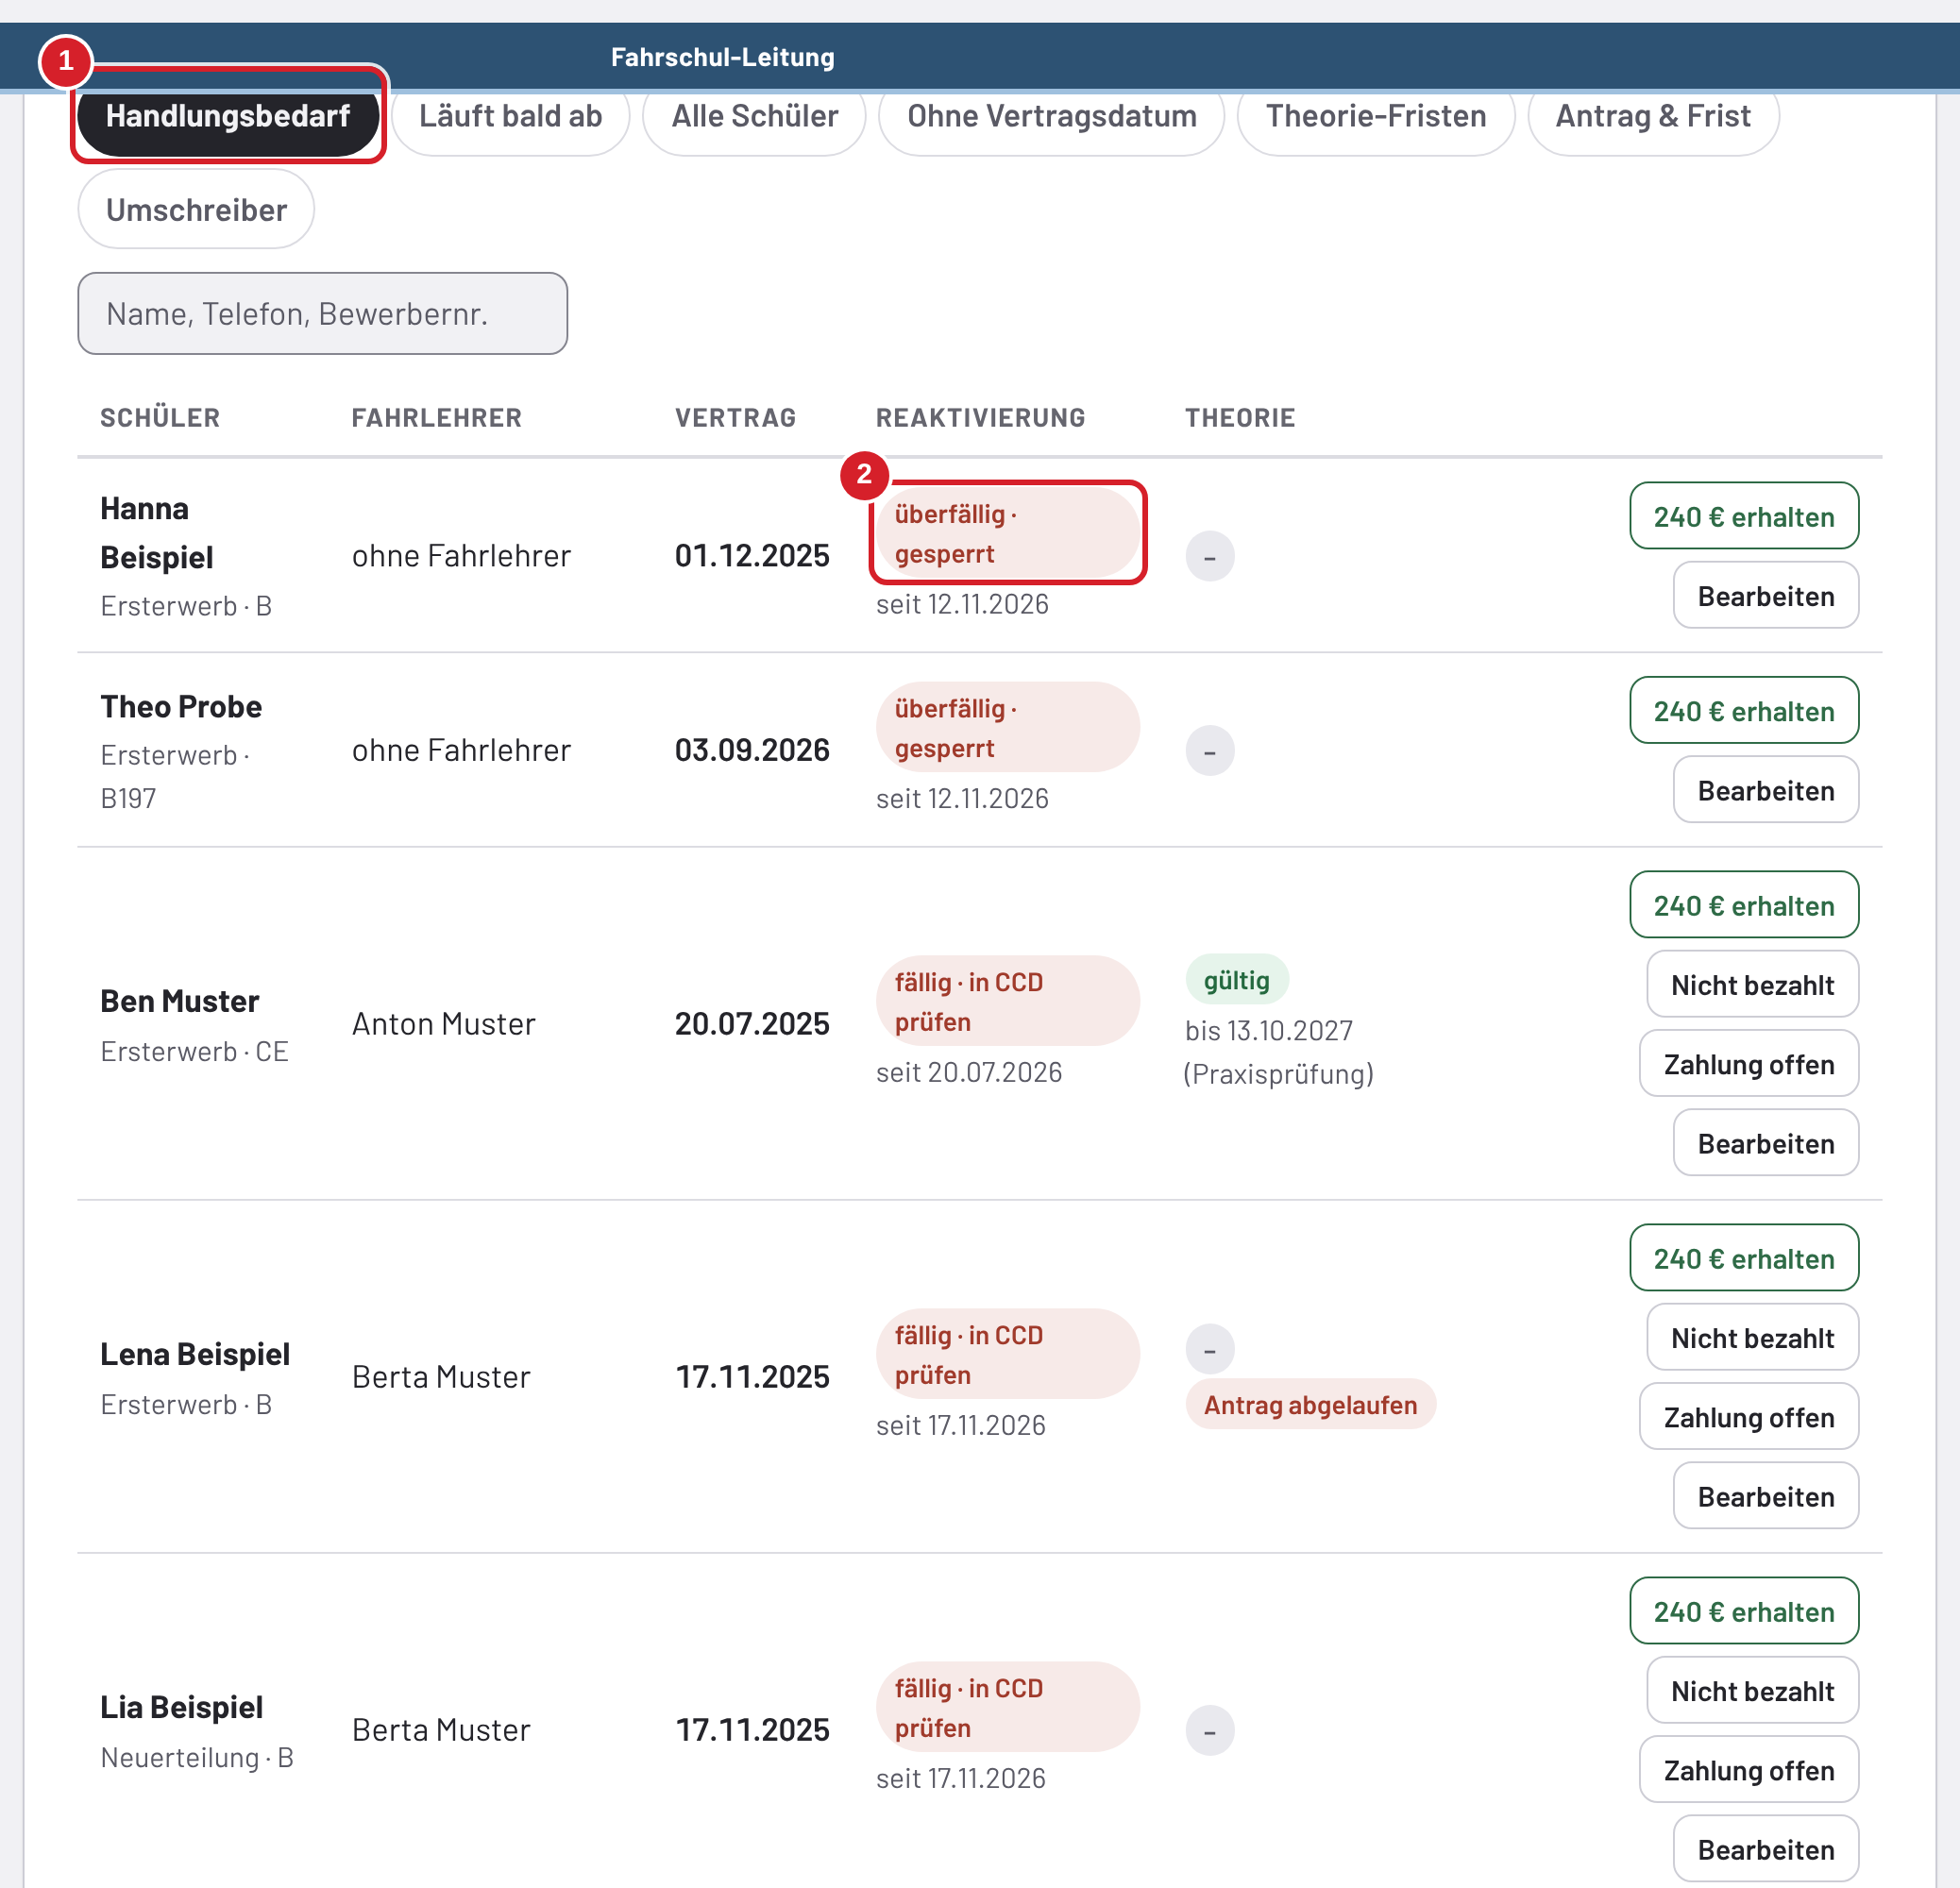 Fahrschul-Leitung
1
Handlungsbedarf Läuft bald ab Alle Schüler Ohne Vertragsdatum Theorie-Fristen Antrag & Frist
Umschreiber
Name, Telefon, Bewerbernr.
SCHÜLER FAHRLEHRER VERTRAG REAKTIVIERUNG THEORIE
2
Hanna
Beispiel
Ersterwerb · B
ohne Fahrlehrer
01.12.2025
überfällig ·
gesperrt
seit 12.11.2026
–
240 € erhalten
Bearbeiten
Theo Probe
Ersterwerb ·
B197
ohne Fahrlehrer
03.09.2026
überfällig ·
gesperrt
seit 12.11.2026
–
240 € erhalten
Bearbeiten
Ben Muster
Ersterwerb · CE
Anton Muster
20.07.2025
fällig · in CCD
prüfen
seit 20.07.2026
gültig
bis 13.10.2027
(Praxisprüfung)
240 € erhalten
Nicht bezahlt
Zahlung offen
Bearbeiten
Lena Beispiel
Ersterwerb · B
Berta Muster
17.11.2025
fällig · in CCD
prüfen
seit 17.11.2026
–
Antrag abgelaufen
240 € erhalten
Nicht bezahlt
Zahlung offen
Bearbeiten
Lia Beispiel
Neuerteilung · B
Berta Muster
17.11.2025
fällig · in CCD
prüfen
seit 17.11.2026
–
240 € erhalten
Nicht bezahlt
Zahlung offen
Bearbeiten